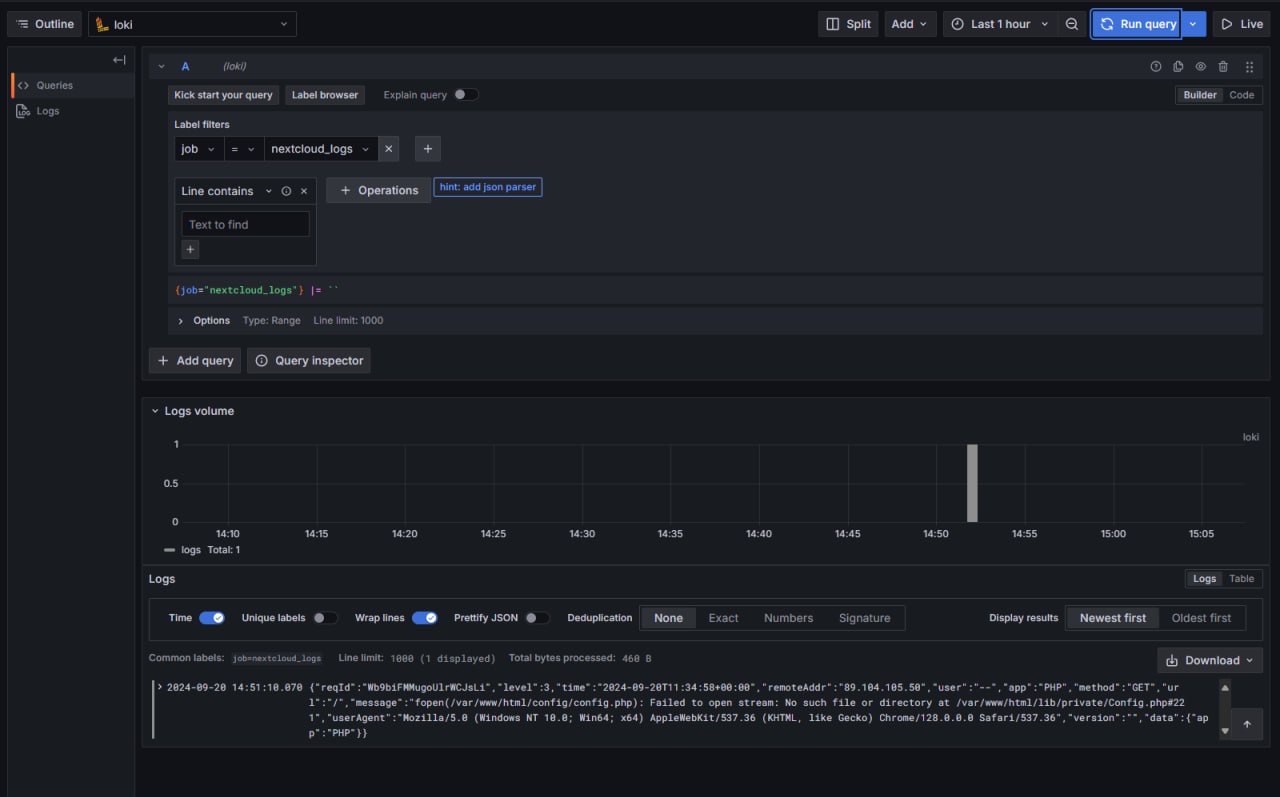 Outline loki Split Add Last 1 hour Run query Live
Queries
Logs
A (loki)
Kick start your query Label browser Explain query Builder Code
Label filters
job = nextcloud_logs
Line contains Operations hint: add json parser
Text to find
{job="nextcloud_logs"} |= ``
Options Type: Range Line limit: 1000
Add query Query inspector
Logs volume
loki
1
0.5
0
14:10 14:15 14:20 14:25 14:30 14:35 14:40 14:45 14:50 14:55 15:00 15:05
logs Total: 1
Logs Logs Table
Time Unique labels Wrap lines Prettify JSON Deduplication None Exact Numbers Signature Display results Newest first Oldest first
Common labels: job=nextcloud_logs Line limit: 1000 (1 displayed) Total bytes processed: 460 B Download
2024-09-20 14:51:10.070 {"reqId":"Wb9biFMMugoUlrWCJsLi","level":3,"time":"2024-09-20T11:34:58+00:00","remoteAddr":"89.104.105.50","user":"--","app":"PHP","method":"GET","ur
l":"/","message":"fopen(/var/www/html/config/config.php): Failed to open stream: No such file or directory at /var/www/html/lib/private/Config.php#22
1","userAgent":"Mozilla/5.0 (Windows NT 10.0; Win64; x64) AppleWebKit/537.36 (KHTML, like Gecko) Chrome/128.0.0.0 Safari/537.36","version":"","data":{"ap
p":"PHP"}}